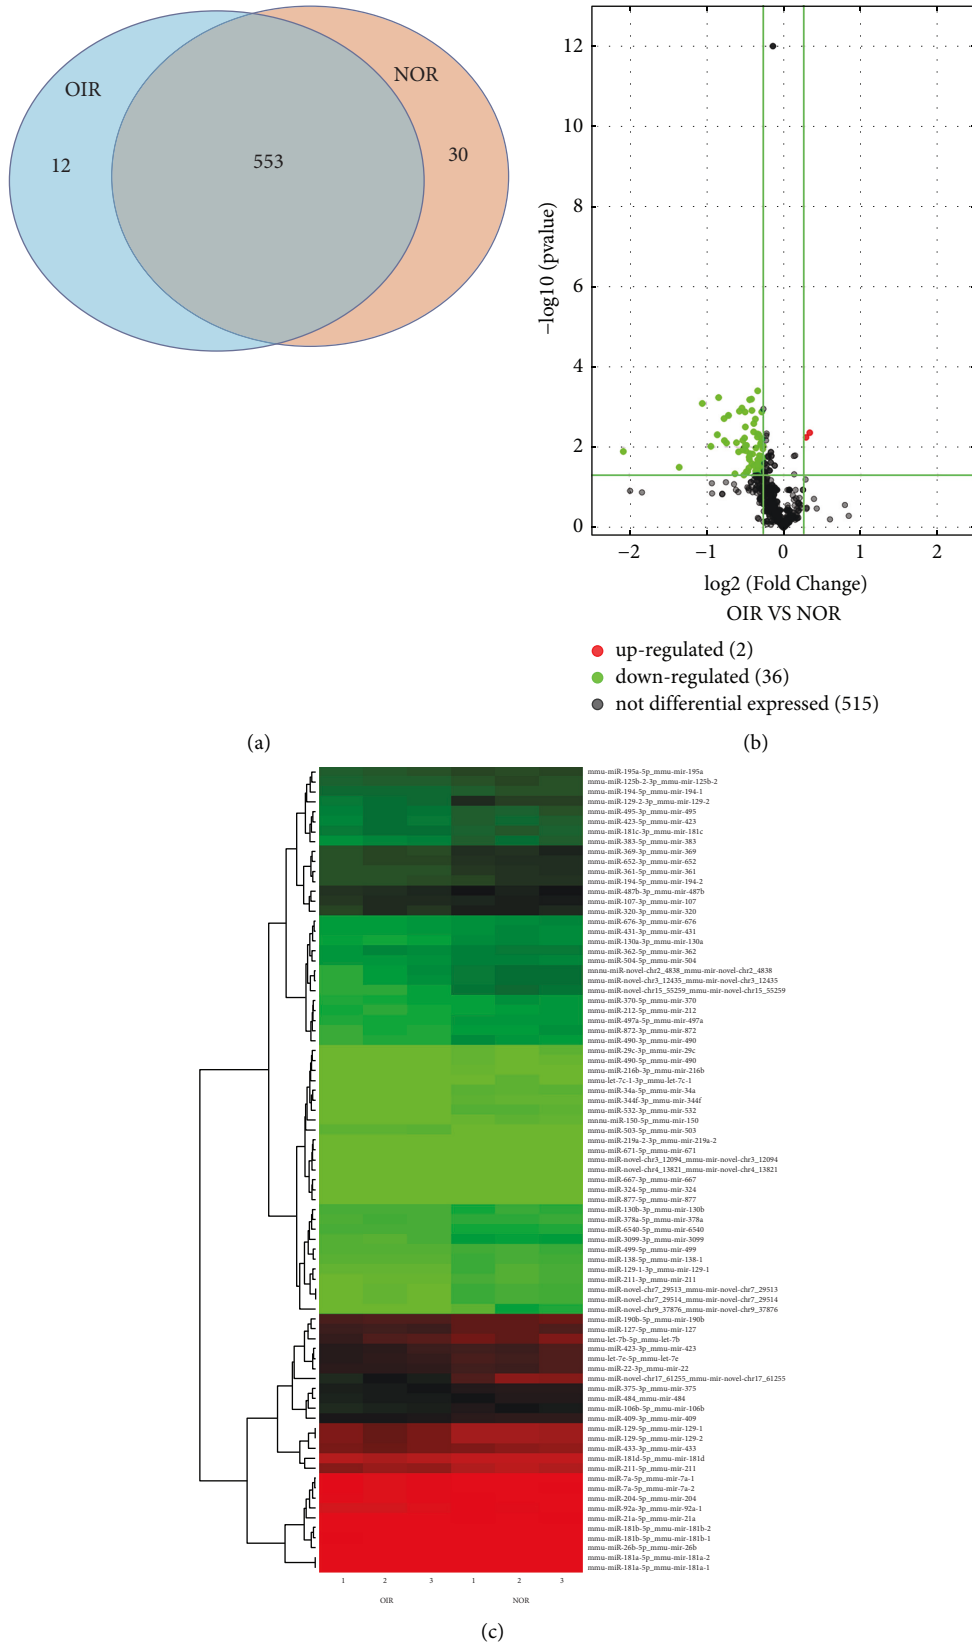 OIR
NOR
12
553
30
(a)
12
10
8
6
4
2
0
−log10 (pvalue)
−2
−1
0
1
2
log2 (Fold Change)
OIR VS NOR
up-regulated (2)
down-regulated (36)
not differential expressed (515)
(b)
mmu-miR-195a-5p_mmu-mir-195a
mmu-miR-125b-2-3p_mmu-mir-125b-2
mmu-miR-194-5p_mmu-mir-194-1
mmu-miR-129-2-3p_mmu-mir-129-2
mmu-miR-495-3p_mmu-mir-495
mmu-miR-423-5p_mmu-mir-423
mmu-miR-181c-3p_mmu-mir-181c
mmu-miR-383-5p_mmu-mir-383
mmu-miR-369-3p_mmu-mir-369
mmu-miR-652-3p_mmu-mir-652
mmu-miR-361-5p_mmu-mir-361
mmu-miR-194-5p_mmu-mir-194-2
mmu-miR-487b-3p_mmu-mir-487b
mmu-miR-107-3p_mmu-mir-107
mmu-miR-320-3p_mmu-mir-320
mmu-miR-676-3p_mmu-mir-676
mmu-miR-431-3p_mmu-mir-431
mmu-miR-130a-3p_mmu-mir-130a
mmu-miR-362-5p_mmu-mir-362
mmu-miR-504-5p_mmu-mir-504
mnnu-miR-novel-chr2_4838_mmu-mir-novel-chr2_4838
mmu-miR-novel-chr3_12435_mmu-mir-novel-chr3_12435
mmu-miR-novel-chr15_55259_mmu-mir-novel-chr15_55259
mmu-miR-370-5p_mmu-mir-370
mmu-miR-212-5p_mmu-mir-212
mmu-miR-497a-5p_mmu-mir-497a
mmu-miR-872-3p_mmu-mir-872
mmu-miR-490-3p_mmu-mir-490
mmu-miR-29c-3p_mmu-mir-29c
mmu-miR-490-5p_mmu-mir-490
mmu-miR-216b-3p_mmu-mir-216b
mmu-let-7c-1-3p_mmu-let-7c-1
mmu-miR-34a-5p_mmu-mir-34a
mmu-miR-344f-3p_mmu-mir-344f
mmu-miR-532-3p_mmu-mir-532
mnnu-miR-150-5p_mmu-mir-150
mmu-miR-503-5p_mmu-mir-503
mmu-miR-219a-2-3p_mmu-mir-219a-2
mmu-miR-671-5p_mmu-mir-671
mmu-miR-novel-chr3_12094_mmu-mir-novel-chr3_12094
mmu-miR-novel-chr4_13821_mmu-mir-novel-chr4_13821
mmu-miR-667-3p_mmu-mir-667
mmu-miR-324-5p_mmu-mir-324
mmu-miR-877-5p_mmu-mir-877
mmu-miR-130b-3p_mmu-mir-130b
mmu-miR-378a-5p_mmu-mir-378a
mmu-miR-6540-5p_mmu-mir-6540
mmu-miR-3099-3p_mmu-mir-3099
mmu-miR-499-5p_mmu-mir-499
mmu-miR-138-5p_mmu-mir-138-1
mmu-miR-129-1-3p_mmu-mir-129-1
mmu-miR-211-3p_mmu-mir-211
mmu-miR-novel-chr7_29513_mmu-mir-novel-chr7_29513
mmu-miR-novel-chr7_29514_mmu-mir-novel-chr7_29514
mmu-miR-novel-chr9_37876_mmu-mir-novel-chr9_37876
mmu-miR-190b-5p_mmu-mir-190b
mmu-miR-127-5p_mmu-mir-127
mmu-let-7b-5p_mmu-let-7b
mmu-miR-423-3p_mmu-mir-423
mmu-let-7e-5p_mmu-let-7e
mmu-miR-22-3p_mmu-mir-22
mmu-miR-novel-chr17_61255_mmu-mir-novel-chr17_61255
mmu-miR-375-3p_mmu-mir-375
mmu-miR-484_mmu-mir-484
mmu-miR-106b-5p_mmu-mir-106b
mmu-miR-409-3p_mmu-mir-409
mmu-miR-129-5p_mmu-mir-129-1
mmu-miR-129-5p_mmu-mir-129-2
mmu-miR-433-3p_mmu-mir-433
mmu-miR-181d-5p_mmu-mir-181d
mmu-miR-211-5p_mmu-mir-211
mmu-miR-7a-5p_mmu-mir-7a-1
mmu-miR-7a-5p_mmu-mir-7a-2
mmu-miR-204-5p_mmu-mir-204
mmu-miR-92a-3p_mmu-mir-92a-1
mmu-miR-21a-5p_mmu-mir-21a
mmu-miR-181b-5p_mmu-mir-181b-2
mmu-miR-181b-5p_mmu-mir-181b-1
mmu-miR-26b-5p_mmu-mir-26b
mmu-miR-181a-5p_mmu-mir-181a-2
mmu-miR-181a-5p_mmu-mir-181a-1
1 2 3 1 2 3
OIR NOR
(c)